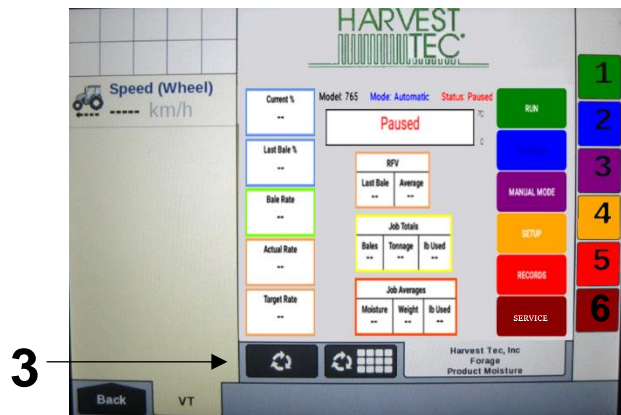 HARVEST
TEC®
Speed (Wheel)
----- km/h
Current %
--
Model: 765 Mode: Automatic Status: Paused
Paused
70
0
RUN
Last Bale %
--
RFV
Last Bale Average
-- --
MANUAL MODE
Bale Rate
--
Job Totals
Bales Tonnage lb Used
-- -- --
SETUP
Actual Rate
--
RECORDS
Target Rate
--
Job Averages
Moisture Weight lb Used
-- -- --
SERVICE
1
2
3
4
5
6
3
Harvest Tec, Inc
Forage
Product Moisture
Back
VT